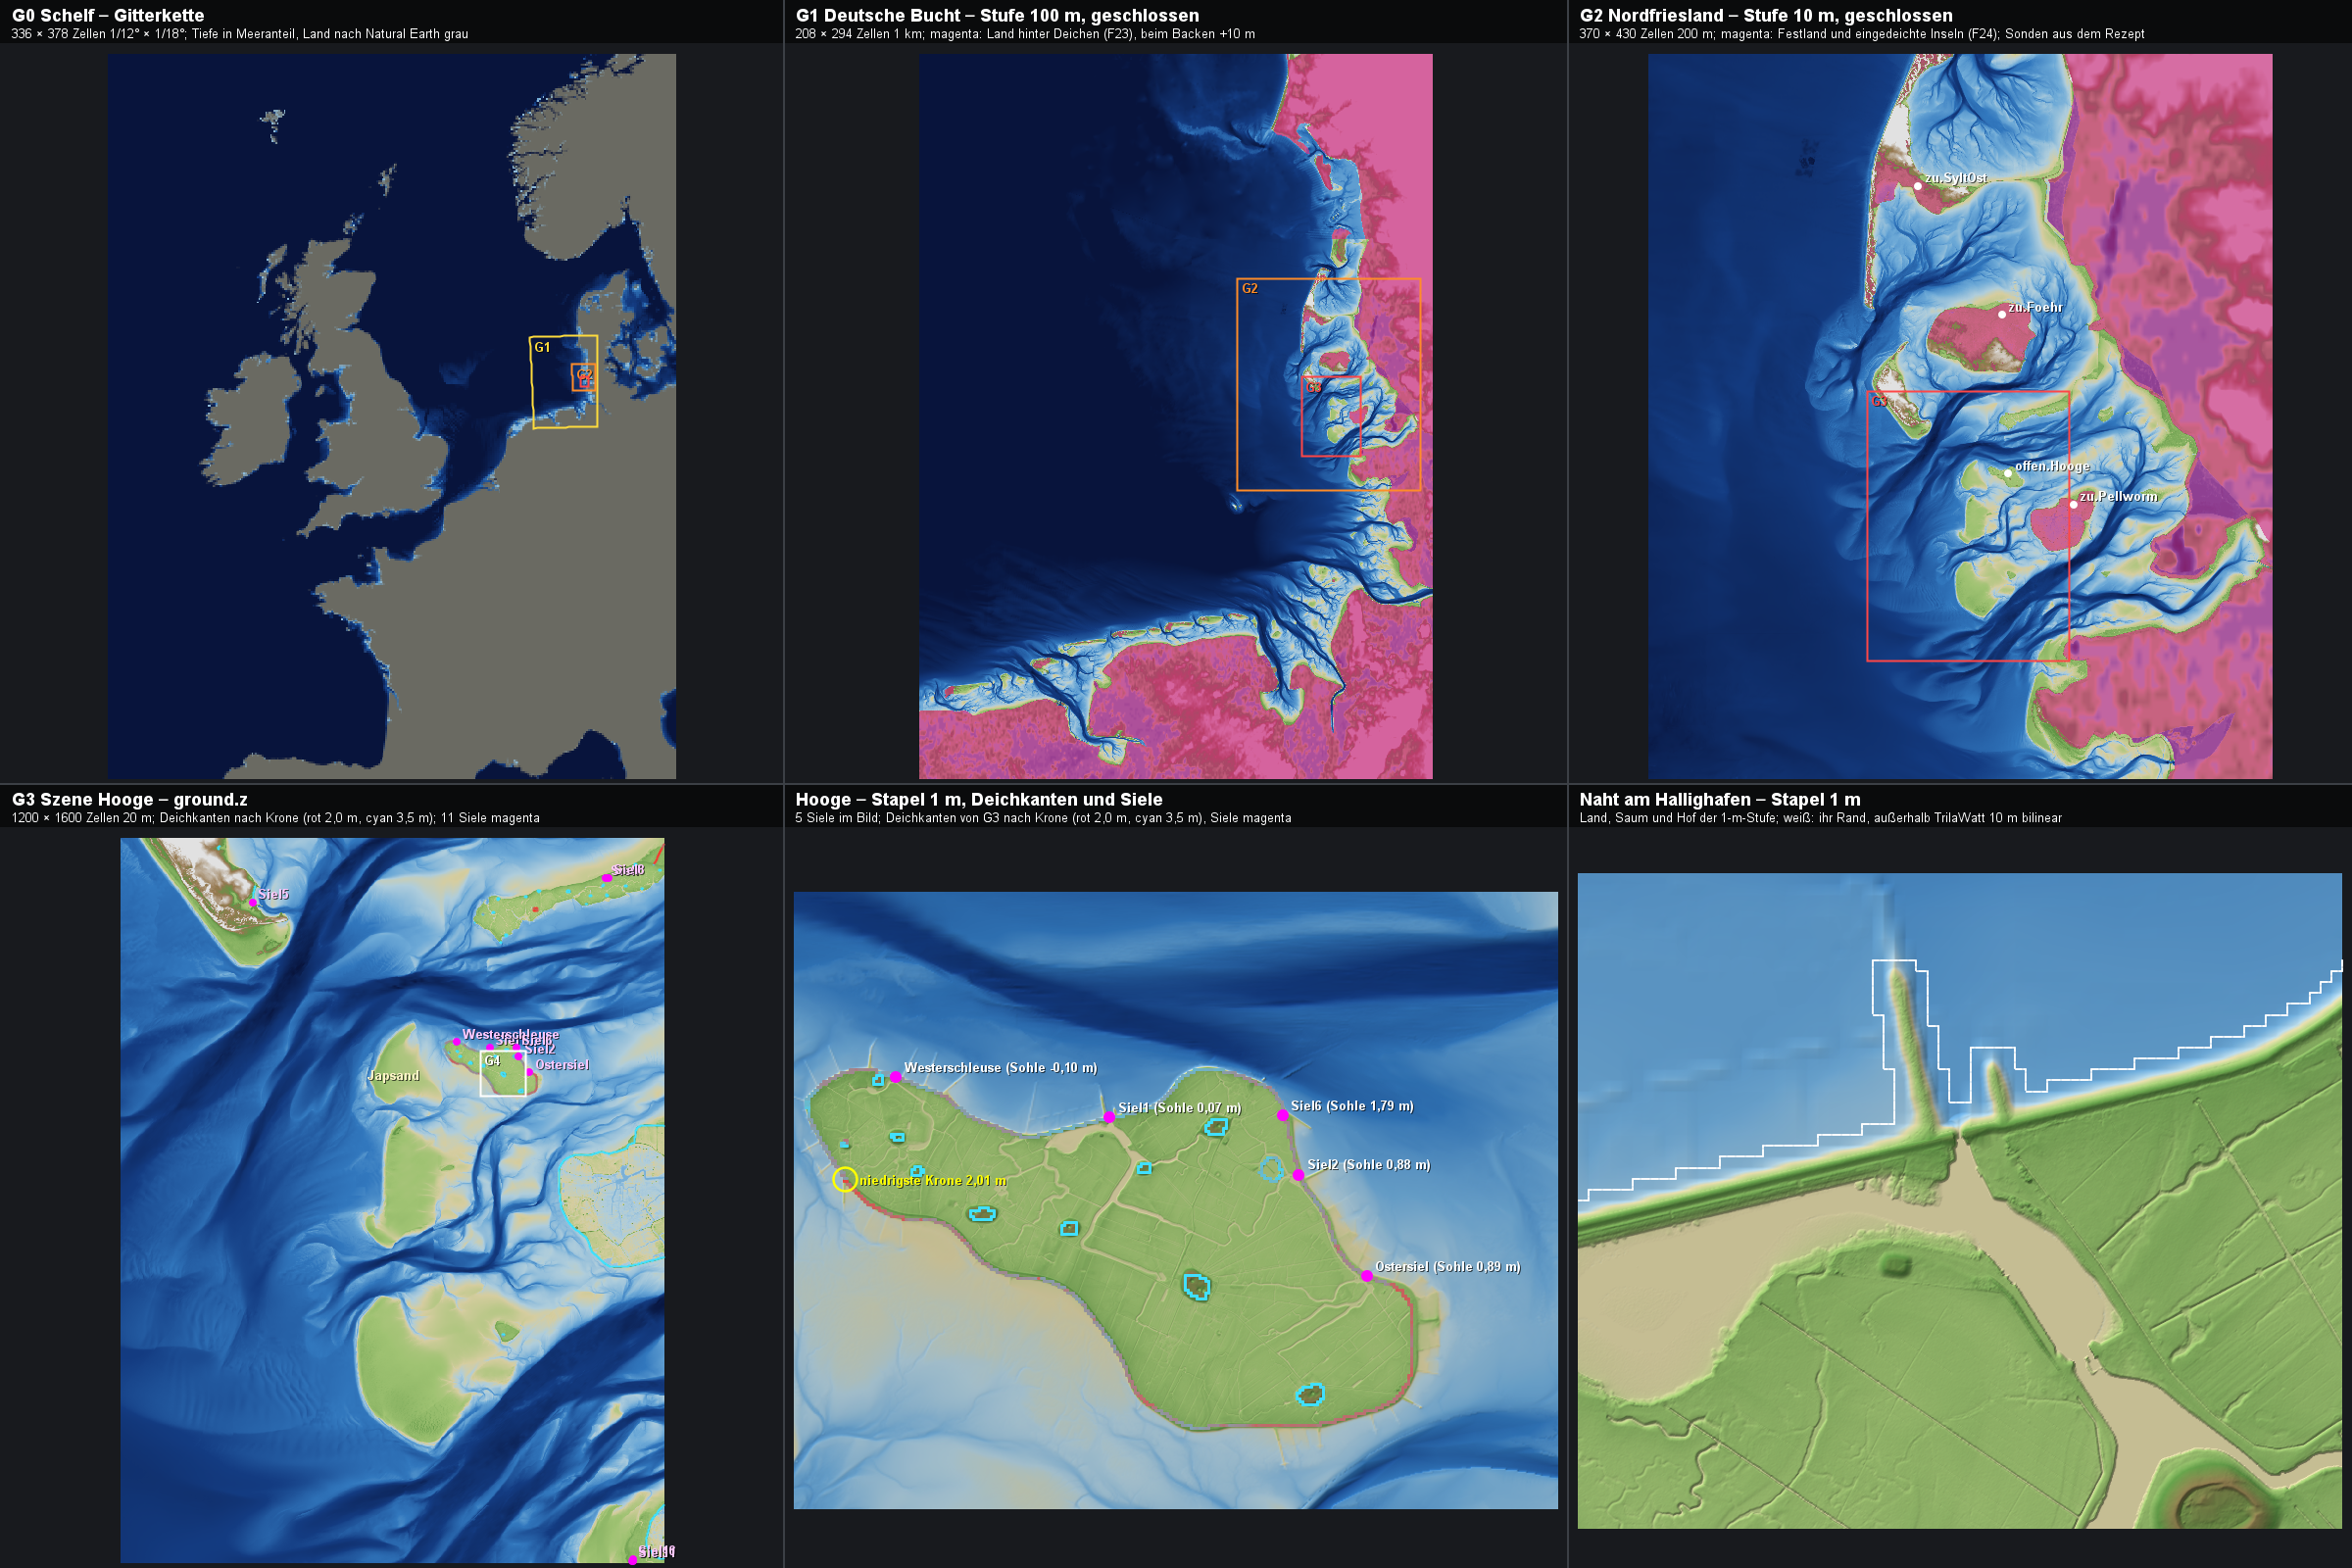 G0 Schelf – Gitterkette
336 × 378 Zellen 1/12° × 1/18°; Tiefe in Meeranteil, Land nach Natural Earth grau
G1
G2
G1 Deutsche Bucht – Stufe 100 m, geschlossen
208 × 294 Zellen 1 km; magenta: Land hinter Deichen (F23), beim Backen +10 m
G2
G3
G2 Nordfriesland – Stufe 10 m, geschlossen
370 × 430 Zellen 200 m; magenta: Festland und eingedeichte Inseln (F24); Sonden aus dem Rezept
zu.SyltOst
zu.Foehr
G3
offen.Hooge
zu.Pellworm
G3 Szene Hooge – ground.z
1200 × 1600 Zellen 20 m; Deichkanten nach Krone (rot 2,0 m, cyan 3,5 m); 11 Siele magenta
Siel8
Siel5
Westerschleuse
Siel2
G4
Ostersiel
Japsand
Hooge – Stapel 1 m, Deichkanten und Siele
5 Siele im Bild; Deichkanten von G3 nach Krone (rot 2,0 m, cyan 3,5 m), Siele magenta
Westerschleuse (Sohle -0,10 m)
Siel1 (Sohle 0,07 m)
Siel6 (Sohle 1,79 m)
Siel2 (Sohle 0,88 m)
niedrigste Krone 2,01 m
Ostersiel (Sohle 0,89 m)
Naht am Hallighafen – Stapel 1 m
Land, Saum und Hof der 1-m-Stufe; weiß: ihr Rand, außerhalb TrilaWatt 10 m bilinear